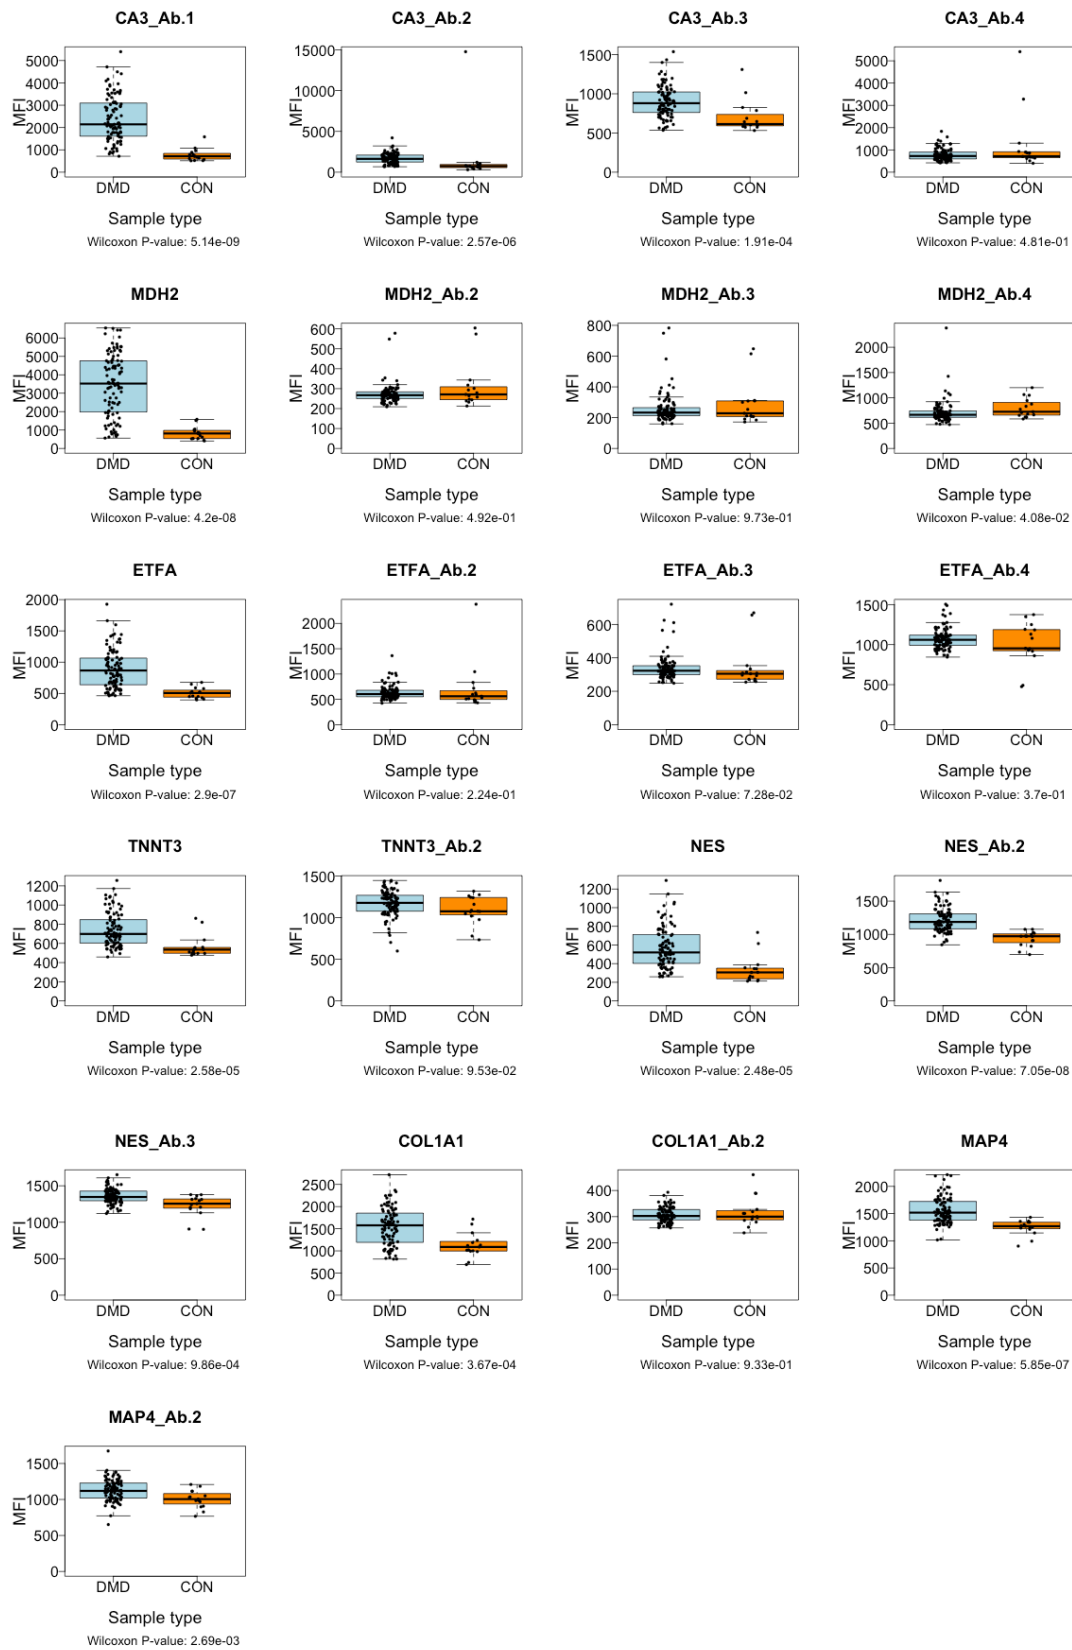 CA3_Ab.1 CA3_Ab.2 CA3_Ab.3 CA3_Ab.4
MFI 5000 4000 3000 2000 1000 0
MFI 15000 10000 5000 0
MFI 1500 1000 500 0
MFI 5000 4000 3000 2000 1000 0
DMD CON DMD CON DMD CON DMD CON
Sample type Sample type Sample type Sample type
Wilcoxon P-value: 5.14e-09 Wilcoxon P-value: 2.57e-06 Wilcoxon P-value: 1.91e-04 Wilcoxon P-value: 4.81e-01
MDH2 MDH2_Ab.2 MDH2_Ab.3 MDH2_Ab.4
MFI 6000 5000 4000 3000 2000 1000 0
MFI 600 500 400 300 200 100 0
MFI 800 600 400 200 0
MFI 2000 1500 1000 500 0
DMD CON DMD CON DMD CON DMD CON
Sample type Sample type Sample type Sample type
Wilcoxon P-value: 4.2e-08 Wilcoxon P-value: 4.92e-01 Wilcoxon P-value: 9.73e-01 Wilcoxon P-value: 4.08e-02
ETFA ETFA_Ab.2 ETFA_Ab.3 ETFA_Ab.4
MFI 2000 1500 1000 500 0
MFI 2000 1500 1000 500 0
MFI 600 400 200 0
MFI 1500 1000 500 0
DMD CON DMD CON DMD CON DMD CON
Sample type Sample type Sample type Sample type
Wilcoxon P-value: 2.9e-07 Wilcoxon P-value: 2.24e-01 Wilcoxon P-value: 7.28e-02 Wilcoxon P-value: 3.7e-01
TNNT3 TNNT3_Ab.2 NES NES_Ab.2
MFI 1200 1000 800 600 400 200 0
MFI 1500 1000 500 0
MFI 1200 1000 800 600 400 200 0
MFI 1500 1000 500 0
DMD CON DMD CON DMD CON DMD CON
Sample type Sample type Sample type Sample type
Wilcoxon P-value: 2.58e-05 Wilcoxon P-value: 9.53e-02 Wilcoxon P-value: 2.48e-05 Wilcoxon P-value: 7.05e-08
NES_Ab.3 COL1A1 COL1A1_Ab.2 MAP4
MFI 1500 1000 500 0
MFI 2500 2000 1500 1000 500 0
MFI 400 300 200 100 0
MFI 2000 1500 1000 500 0
DMD CON DMD CON DMD CON DMD CON
Sample type Sample type Sample type Sample type
Wilcoxon P-value: 9.86e-04 Wilcoxon P-value: 3.67e-04 Wilcoxon P-value: 9.33e-01 Wilcoxon P-value: 5.85e-07
MAP4_Ab.2
MFI 1500 1000 500 0
DMD CON
Sample type
Wilcoxon P-value: 2.69e-03